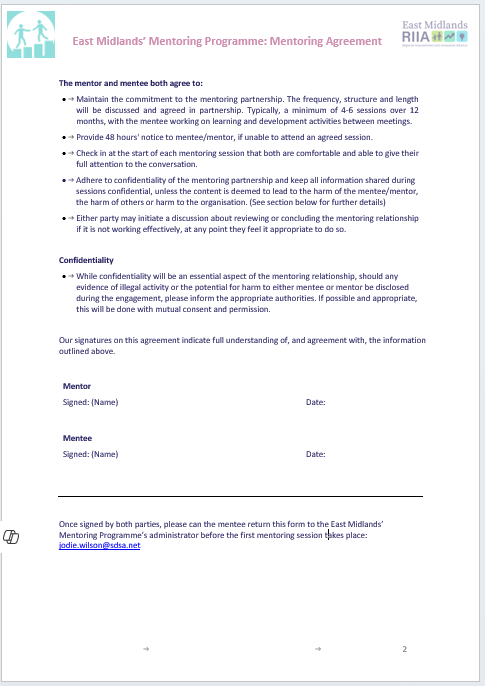 East Midlands' Mentoring Programme: Mentoring Agreement
East Midlands
RIIA
The mentor and mentee both agree to:
Maintain the commitment to the mentoring partnership. The frequency, structure and length
will be discussed and agreed in partnership. Typically, a minimum of 4-6 sessions over 12
months, with the mentee working on learning and development activities between meetings.
Provide 48 hours' notice to mentee/mentor, if unable to attend an agreed session.
Check in at the start of each mentoring session that both are comfortable and able to give their
full attention to the conversation.
Adhere to confidentiality of the mentoring partnership and keep all information shared during
sessions confidential, unless the content is deemed to lead to the harm of the mentee/mentor,
the harm of others or harm to the organisation. (See section below for further details)
Either party may initiate a discussion about reviewing or concluding the mentoring relationship
if it is not working effectively, at any point they feel it appropriate to do so.
Confidentiality
While confidentiality will be an essential aspect of the mentoring relationship, should any
evidence of illegal activity or the potential for harm to either mentee or mentor be disclosed
during the engagement, please inform the appropriate authorities. If possible and appropriate,
this will be done with mutual consent and permission.
Our signatures on this agreement indicate full understanding of, and agreement with, the information
outlined above.
Mentor
Signed: (Name) Date:
Mentee
Signed: (Name) Date:
Once signed by both parties, please can the mentee return this form to the East Midlands'
Mentoring Programme's administrator before the first mentoring session takes place:
jodie.wilson@sdsa.net
2